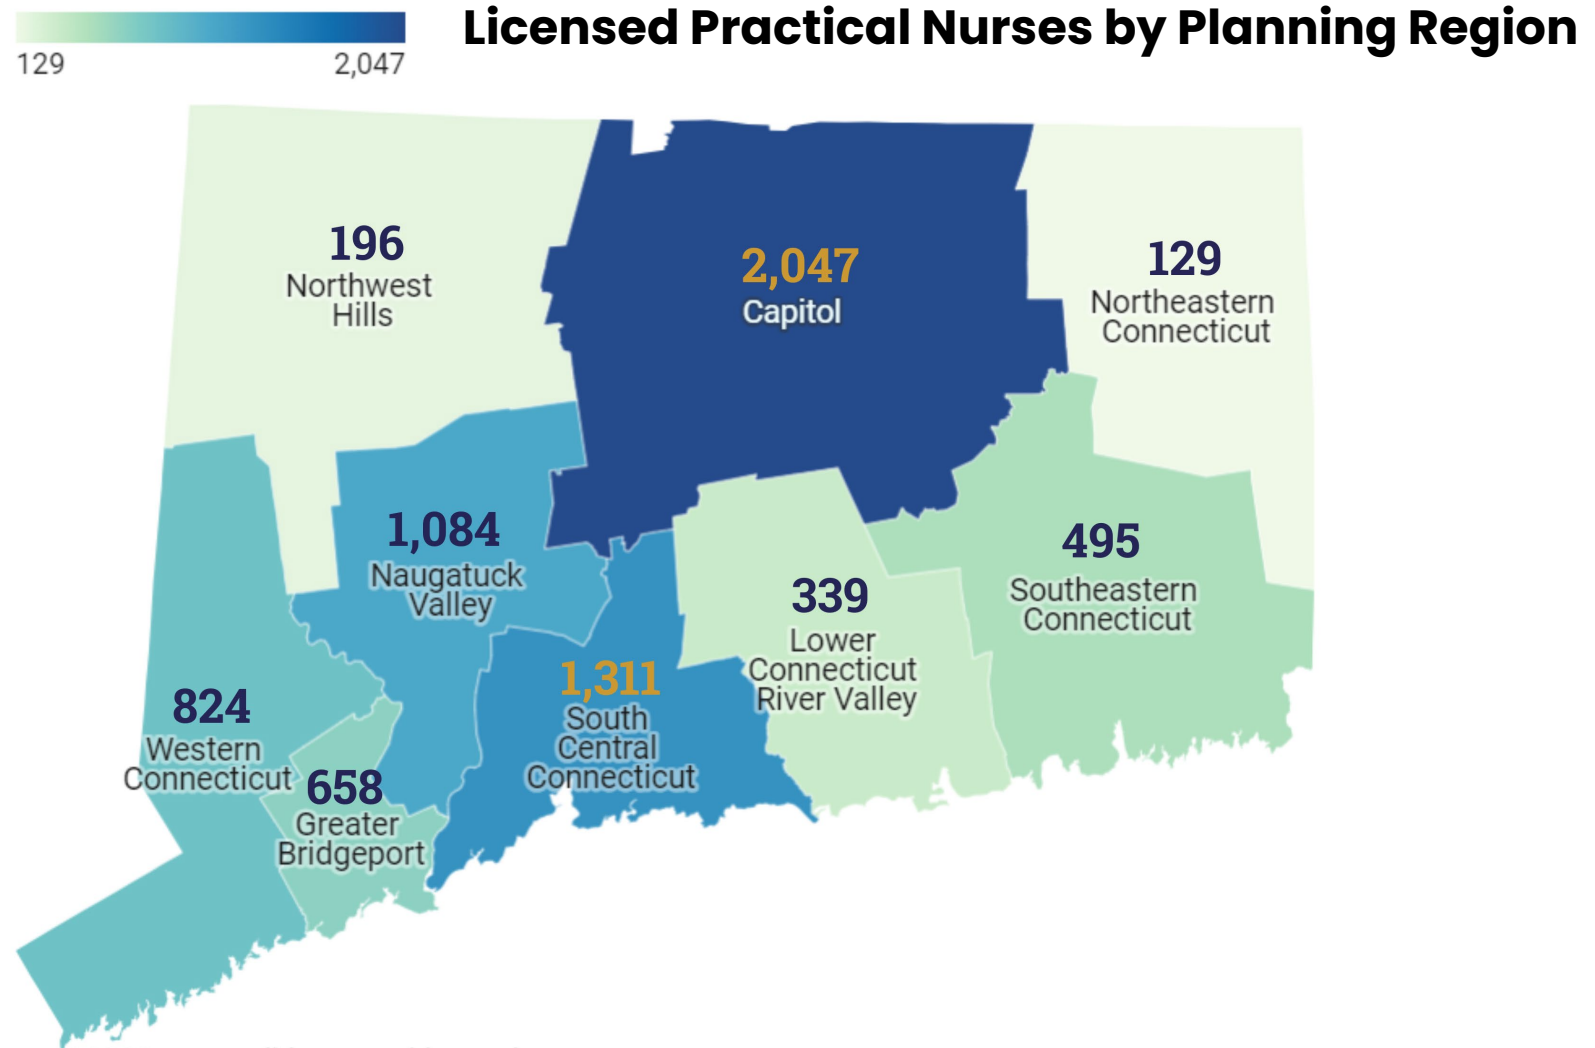 Licensed Practical Nurses by Planning Region
129
2,047
196
Northwest
Hills
2,047
Capitol
129
Northeastern
Connecticut
1,084
Naugatuck
Valley
495
Southeastern
Connecticut
339
Lower
Connecticut
River Valley
1,311
South
Central
Connecticut
824
Western
Connecticut
658
Greater
Bridgeport